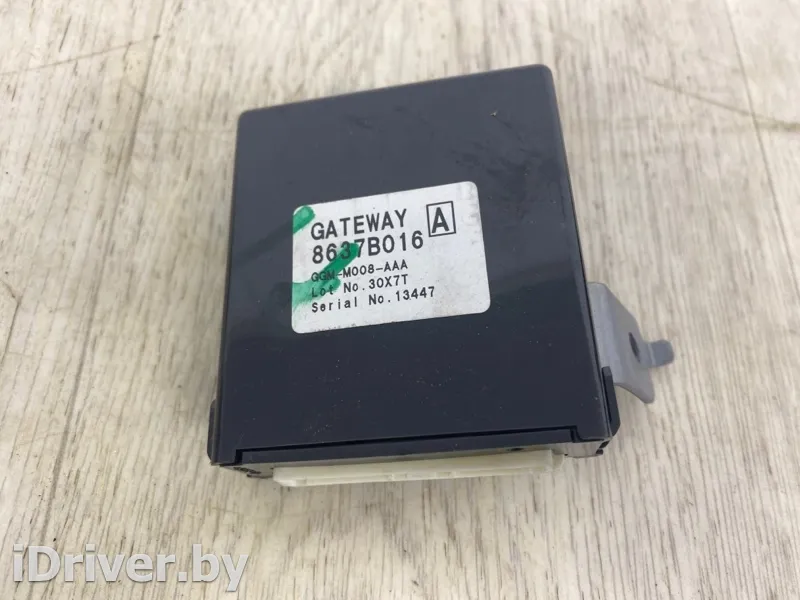 GATEWAY A
8637B016
GGM-M008-AAA
Lot No.30X7T
Serial No.13447
iDriver.by